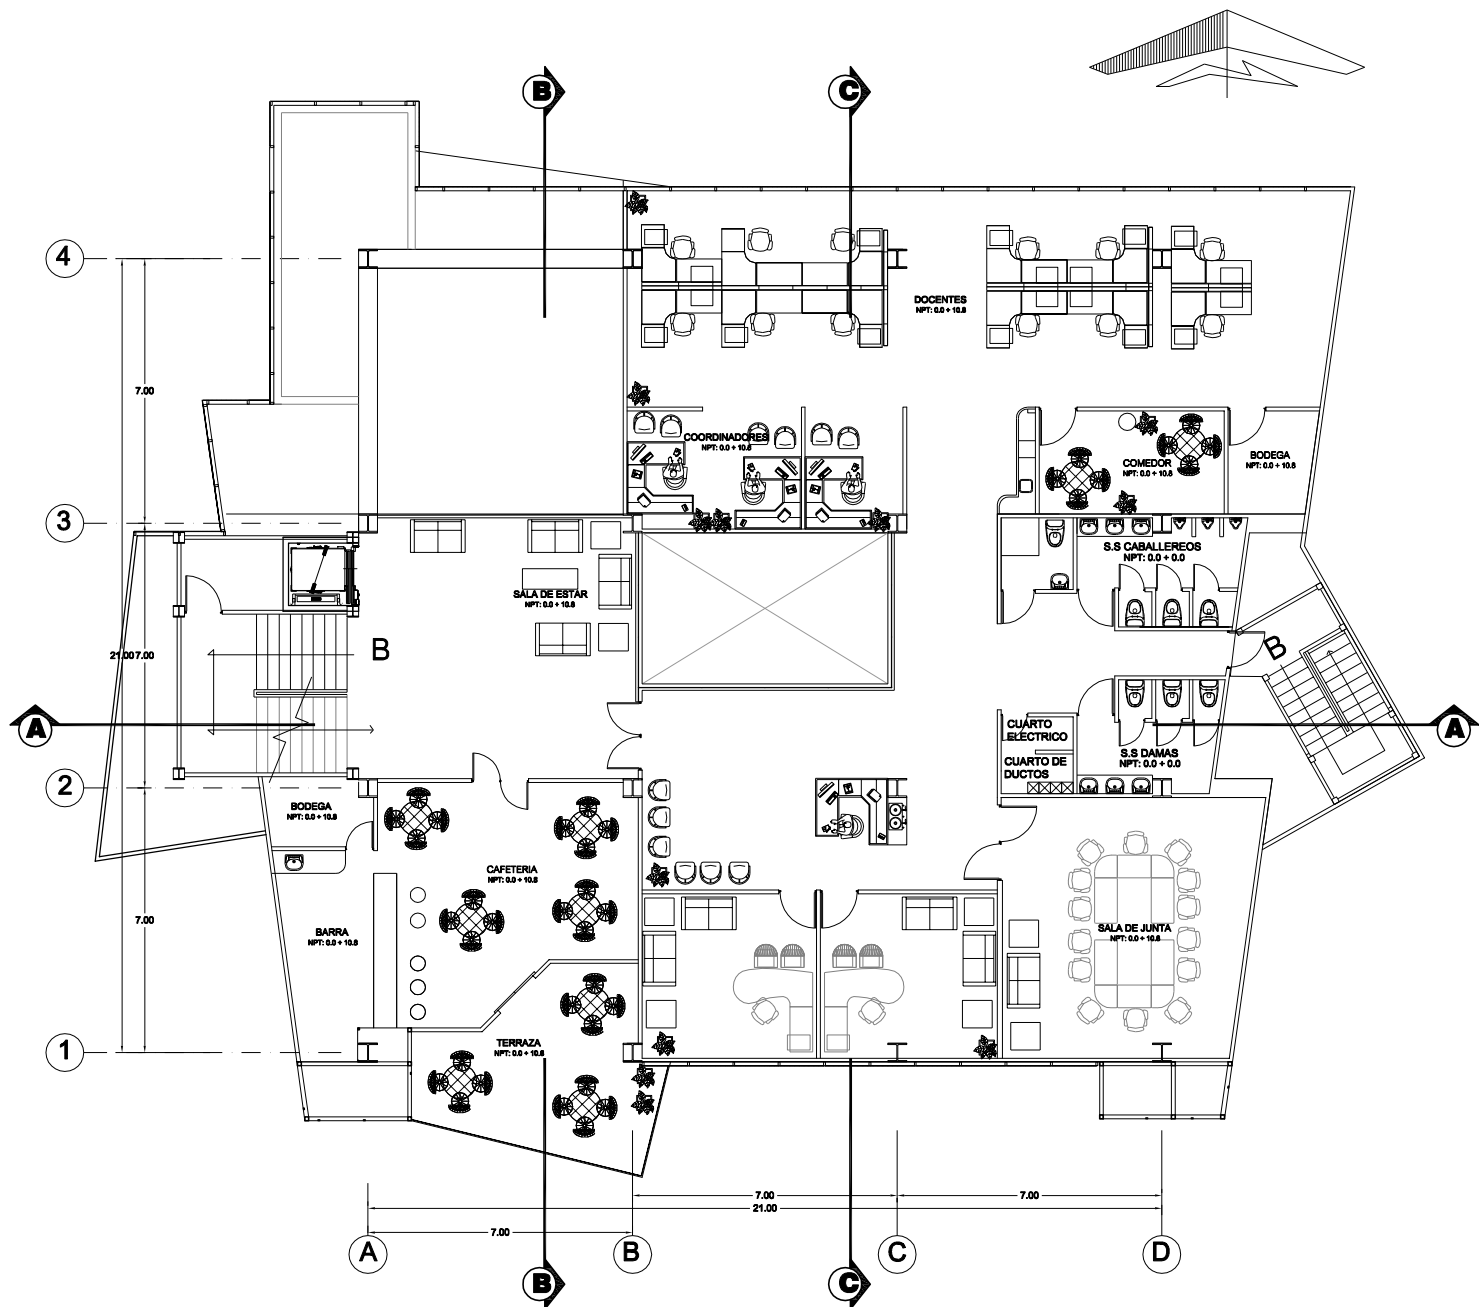 B
C
4
DOCENTES
NPT: 0.0 + 10.8
7.00
COORDINADORES
NPT: 0.0 + 10.8
COMEDOR
NPT: 0.0 + 10.8
BODEGA
NPT: 0.0 + 10.8
3
S.S CABALLEREOS
NPT: 0.0 + 0.0
SALA DE ESTAR
NPT: 0.0 + 10.8
B
B
21.00
7.00
A
A
CUARTO
ELECTRICO
CUARTO DE
DUCTOS
S.S DAMAS
NPT: 0.0 + 0.0
2
BODEGA
NPT: 0.0 + 10.8
CAFETERIA
NPT: 0.0 + 10.8
7.00
BARRA
NPT: 0.0 + 10.8
SALA DE JUNTA
NPT: 0.0 + 10.8
1
TERRAZA
NPT: 0.0 + 10.8
7.00
7.00
21.00
7.00
A
B
C
D
B
C